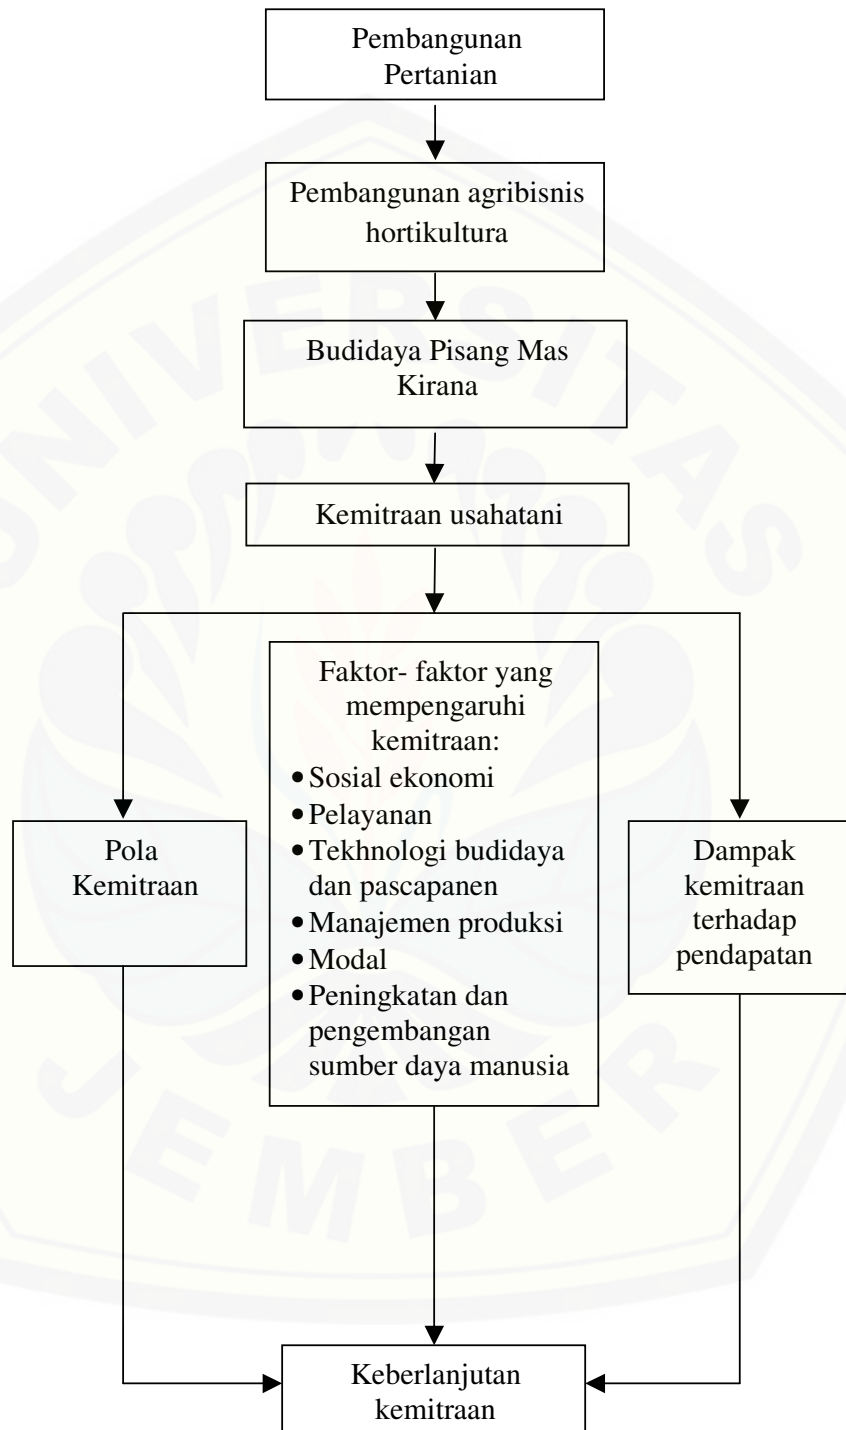 Pembangunan
Pertanian
Pembangunan agribisnis
hortikultura
Budidaya Pisang Mas
Kirana
Kemitraan usahatani
Faktor- faktor yang
mempengaruhi
kemitraan:
• Sosial ekonomi
• Pelayanan
• Tekhnologi budidaya
dan pascapanen
• Manajemen produksi
• Modal
• Peningkatan dan
pengembangan
sumber daya manusia
Pola
Kemitraan
Dampak
kemitraan
terhadap
pendapatan
Keberlanjutan
kemitraan
UNIVERSITAS
JEMBER